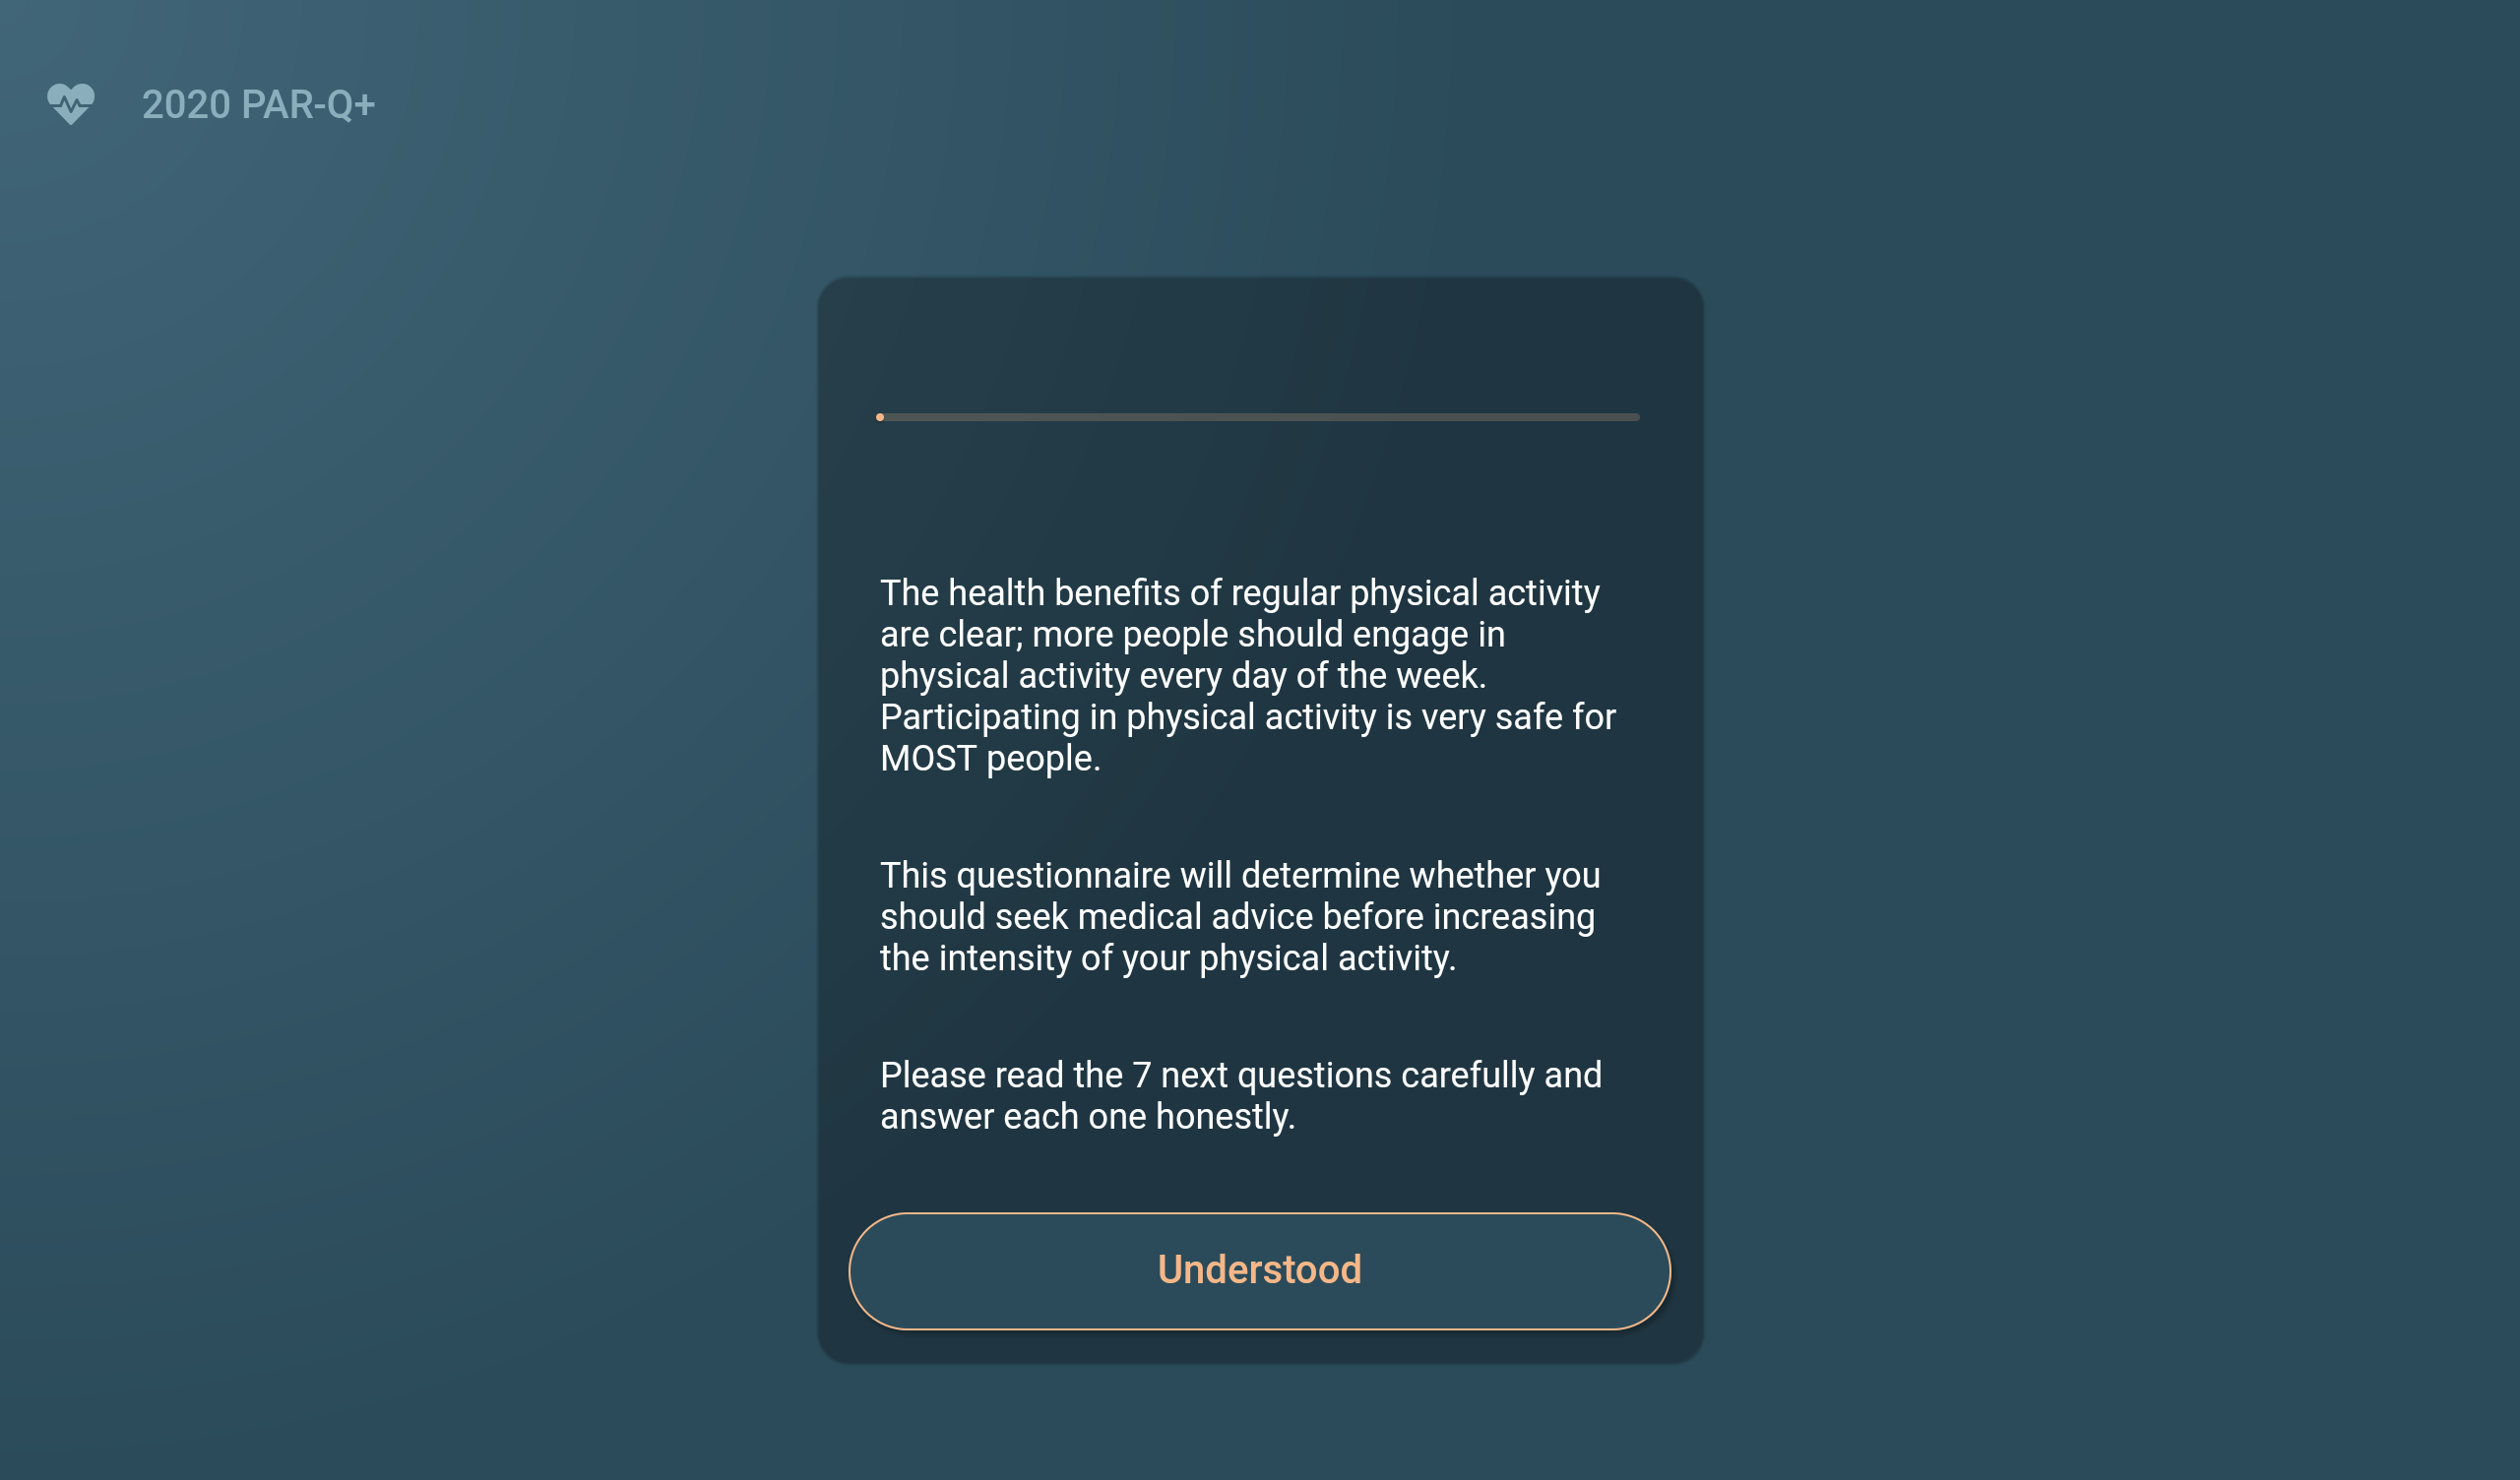 2020 PAR-Q+
The health benefits of regular physical activity
are clear; more people should engage in
physical activity every day of the week.
Participating in physical activity is very safe for
MOST people.
This questionnaire will determine whether you
should seek medical advice before increasing
the intensity of your physical activity.
Please read the 7 next questions carefully and
answer each one honestly.
Understood